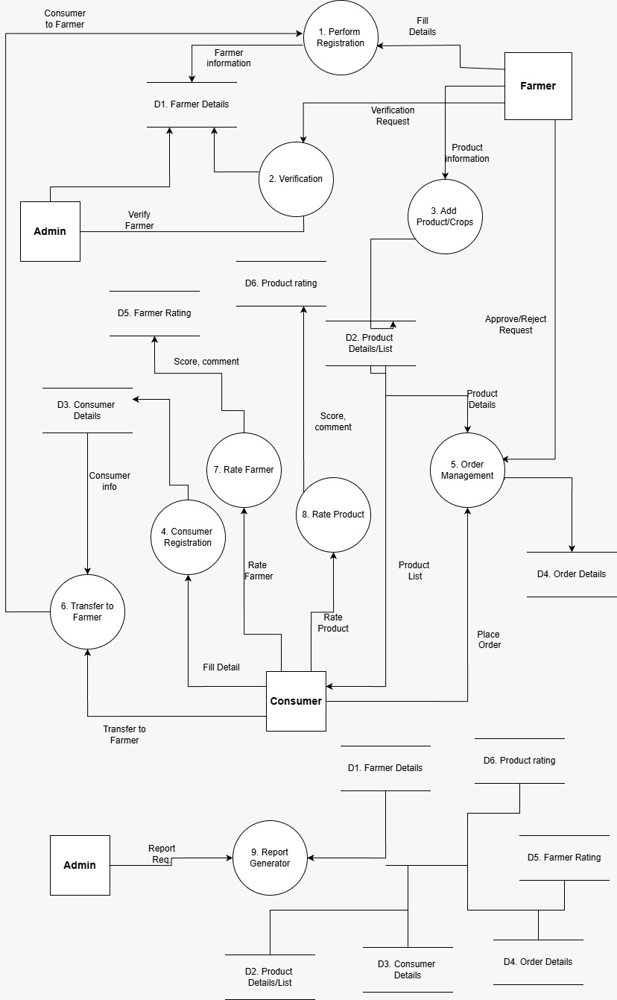 Consumer
to Farmer
1. Perform
Registration
Fill
Details
Farmer
information
Farmer
D1. Farmer Details
Verification
Request
Product
information
2. Verification
3. Add
Product/Crops
Verify
Farmer
Admin
D6. Product rating
D5. Farmer Rating
Approve/Reject
Request
D2. Product
Details/List
Score, comment
D3. Consumer
Details
Product
Details
Score,
comment
Consumer
info
7. Rate Farmer
5. Order
Management
8. Rate Product
4. Consumer
Registration
Rate
Farmer
Product
List
D4. Order Details
6. Transfer to
Farmer
Rate
Product
Place
Order
Fill Detail
Consumer
Transfer to
Farmer
D1. Farmer Details
D6. Product rating
Report
Req.
9. Report
Generator
D5. Farmer Rating
Admin
D2. Product
Details/List
D3. Consumer
Details
D4. Order Details